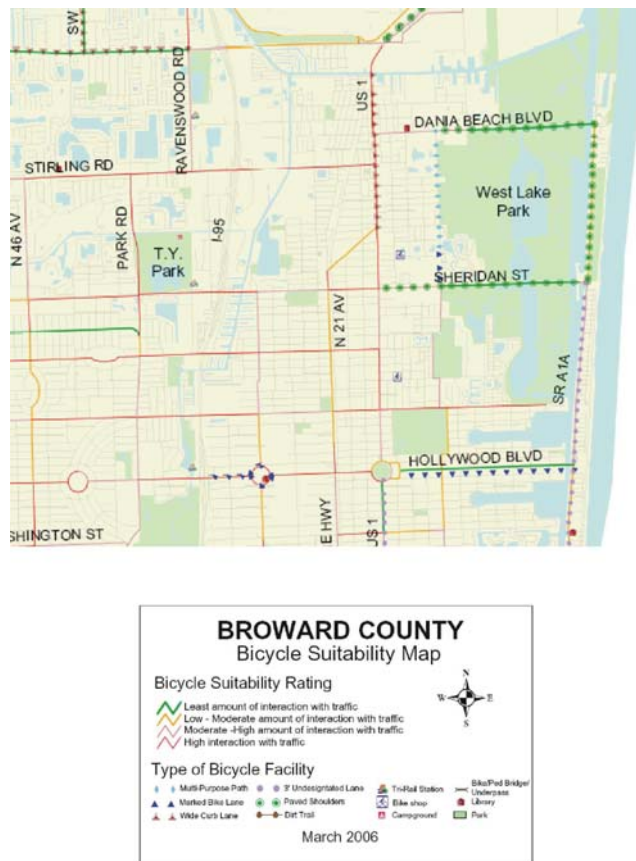 SW
RAVENSWOOD RD
US 1
DANIA BEACH BLVD
STIRLING RD
West Lake
Park
N 46 AV
PARK RD
I-95
T.Y.
Park
SHERIDAN ST
N 21 AV
SR A1A
HOLLYWOOD BLVD
SHINGTON ST
E HWY
US 1
BROWARD COUNTY
Bicycle Suitability Map
Bicycle Suitability Rating
N
W E
S
Least amount of interaction with traffic
Low - Moderate amount of interaction with traffic
Moderate -High amount of interaction with traffic
High interaction with traffic
Type of Bicycle Facility
Multi-Purpose Path 3' Undesignated Lane Tri-Rail Station Bike/Ped Bridge/
Underpass
Marked Bike Lane Paved Shoulders Bike shop Library
Wide Curb Lane Dirt Trail Campground Park
March 2006